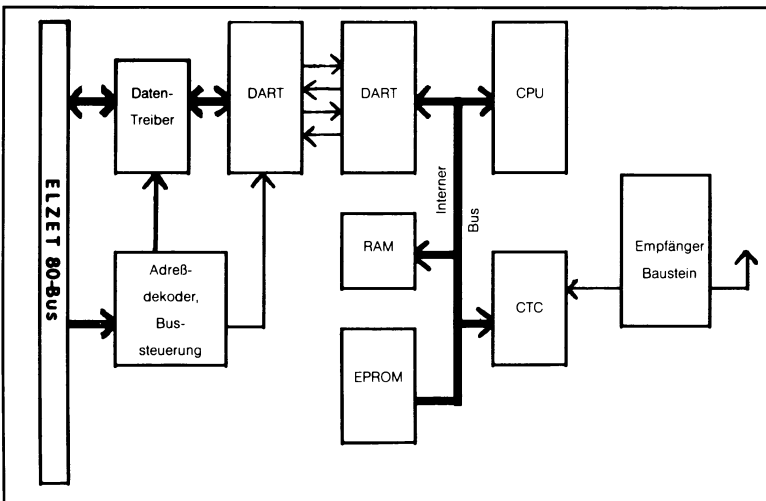 ELZET 80-Bus
Daten-
Treiber
DART
DART
CPU
Interner
Bus
Adreß-
dekoder,
Bus-
steuerung
RAM
EPROM
CTC
Empfänger
Baustein